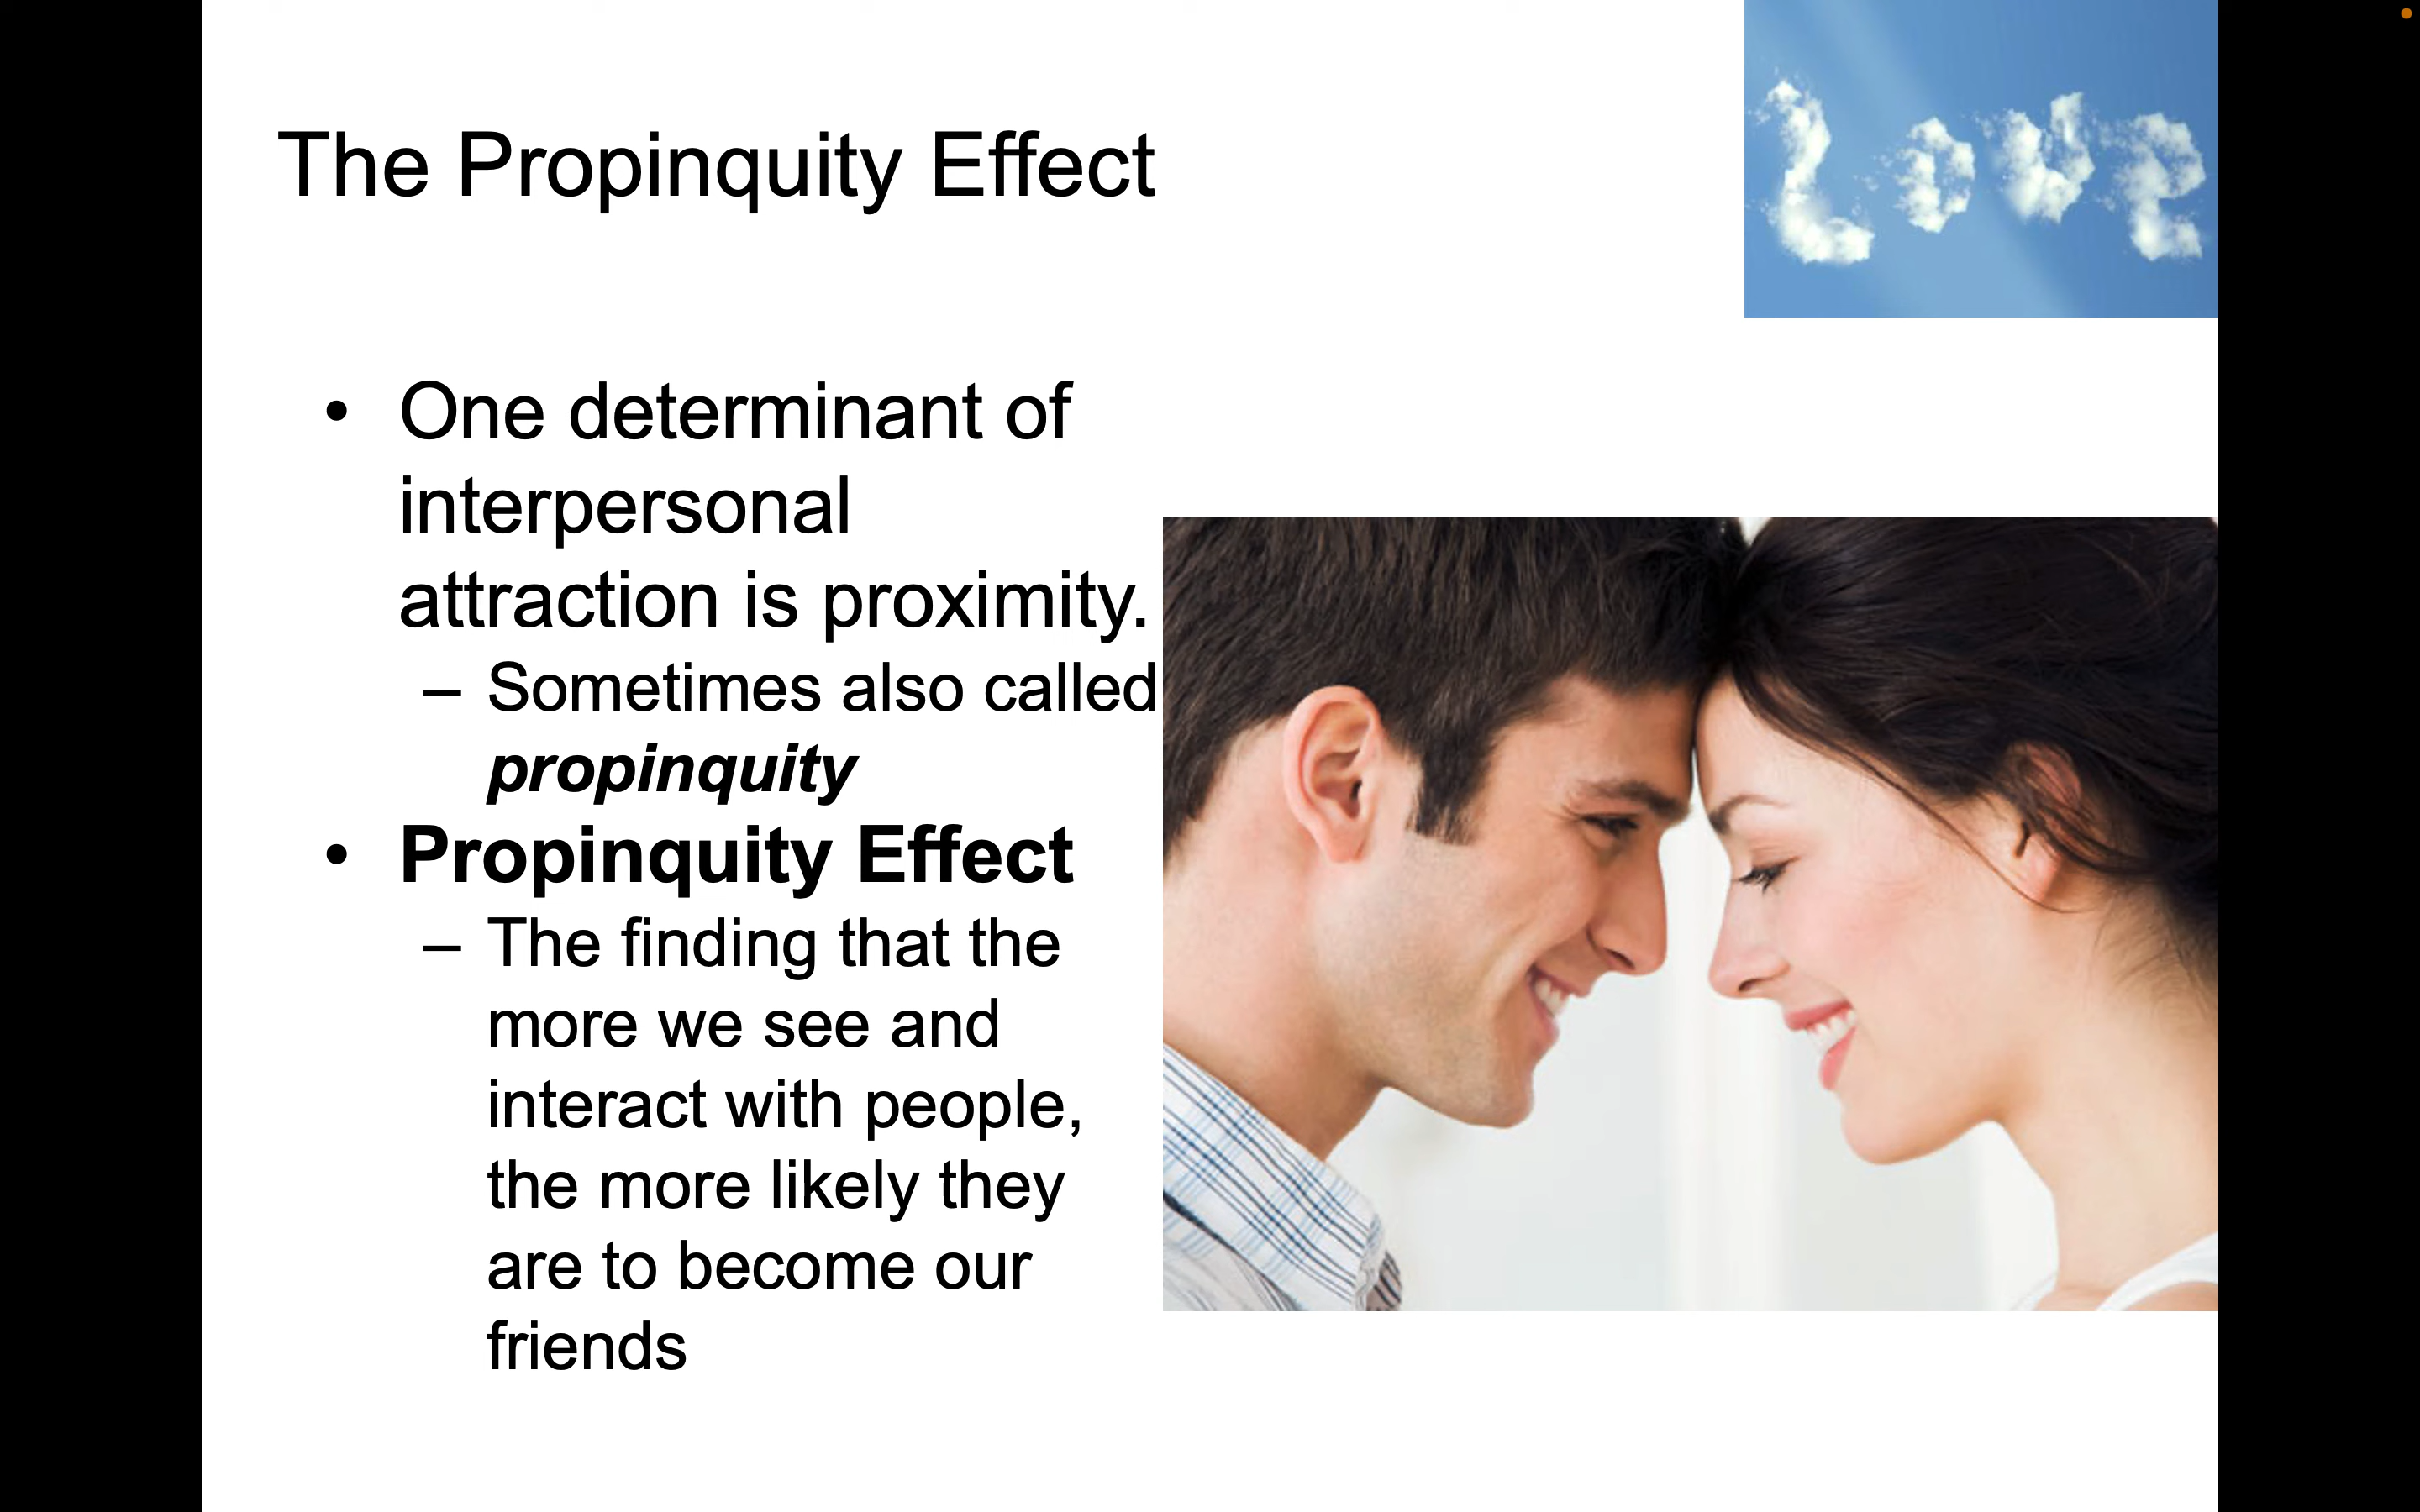 The Propinquity Effect
Love
• One determinant of
interpersonal
attraction is proximity.
– Sometimes also called
propinquity
• Propinquity Effect
– The finding that the
more we see and
interact with people,
the more likely they
are to become our
friends